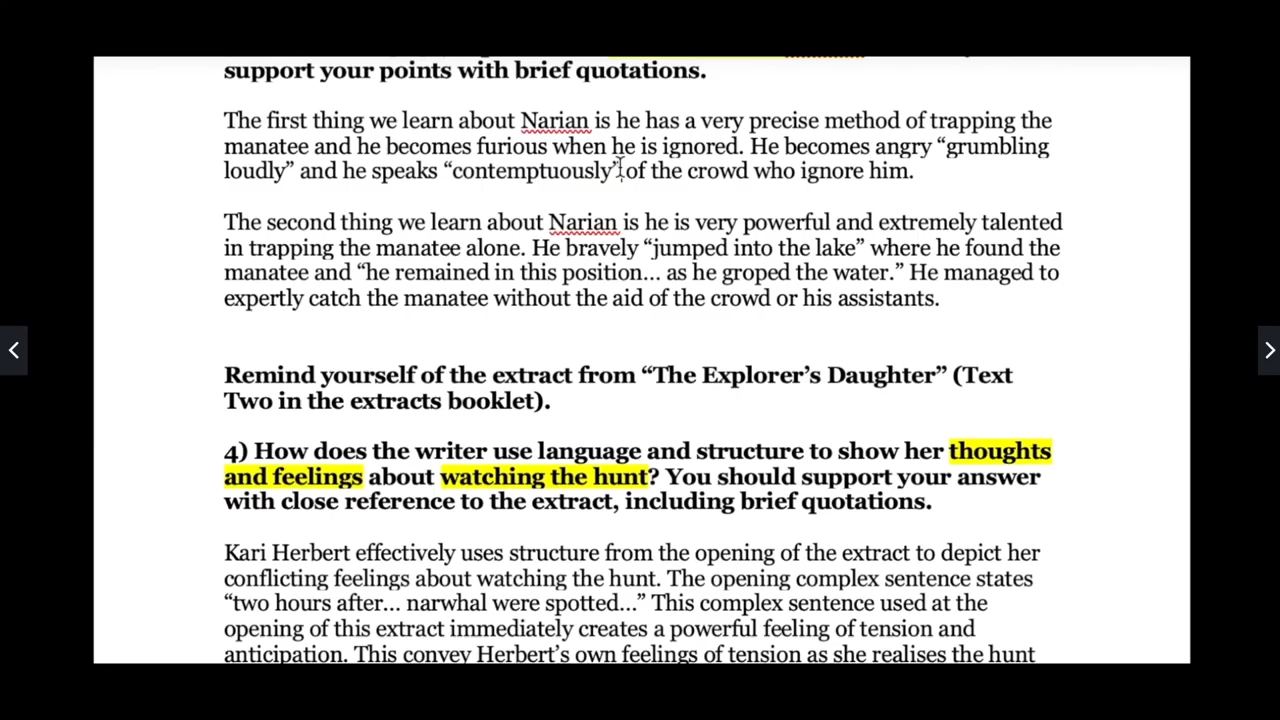 support your points with brief quotations.
The first thing we learn about Narian is he has a very precise method of trapping the
manatee and he becomes furious when he is ignored. He becomes angry “grumbling
loudly” and he speaks “contemptuously” of the crowd who ignore him.
The second thing we learn about Narian is he is very powerful and extremely talented
in trapping the manatee alone. He bravely “jumped into the lake” where he found the
manatee and “he remained in this position… as he groped the water.” He managed to
expertly catch the manatee without the aid of the crowd or his assistants.
Remind yourself of the extract from “The Explorer’s Daughter” (Text
Two in the extracts booklet).
4) How does the writer use language and structure to show her thoughts
and feelings about watching the hunt? You should support your answer
with close reference to the extract, including brief quotations.
Kari Herbert effectively uses structure from the opening of the extract to depict her
conflicting feelings about watching the hunt. The opening complex sentence states
“two hours after… narwhal were spotted…” This complex sentence used at the
opening of this extract immediately creates a powerful feeling of tension and
anticipation. This convey Herbert’s own feelings of tension as she realises the hunt